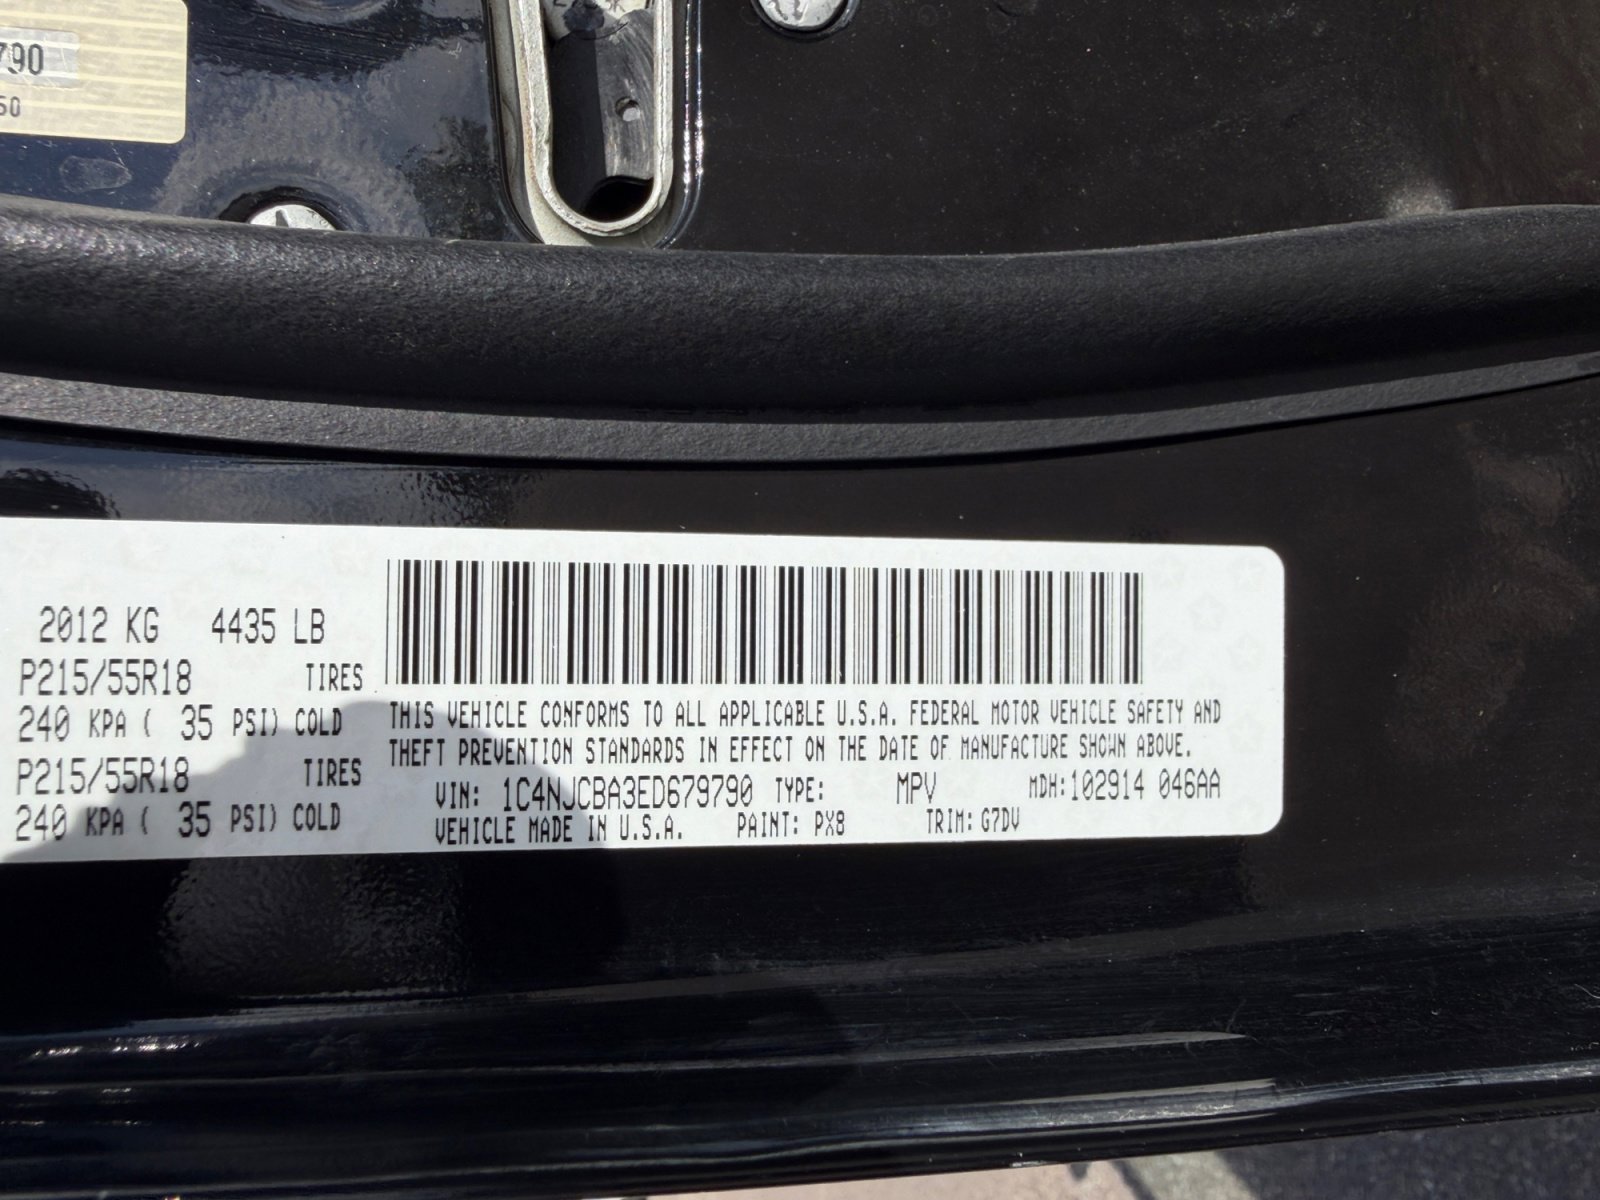 790
60
2012 KG 4435 LB
P215/55R18 TIRES
240 KPA ( 35 PSI) COLD
P215/55R18 TIRES
240 KPA ( 35 PSI) COLD
THIS VEHICLE CONFORMS TO ALL APPLICABLE U.S.A. FEDERAL MOTOR VEHICLE SAFETY AND
THEFT PREVENTION STANDARDS IN EFFECT ON THE DATE OF MANUFACTURE SHOWN ABOVE.
VIN: 1C4NJCBA3ED679790 TYPE: MPV MDH:102914 046AA
VEHICLE MADE IN U.S.A. PAINT: PX8 TRIM: G7DV